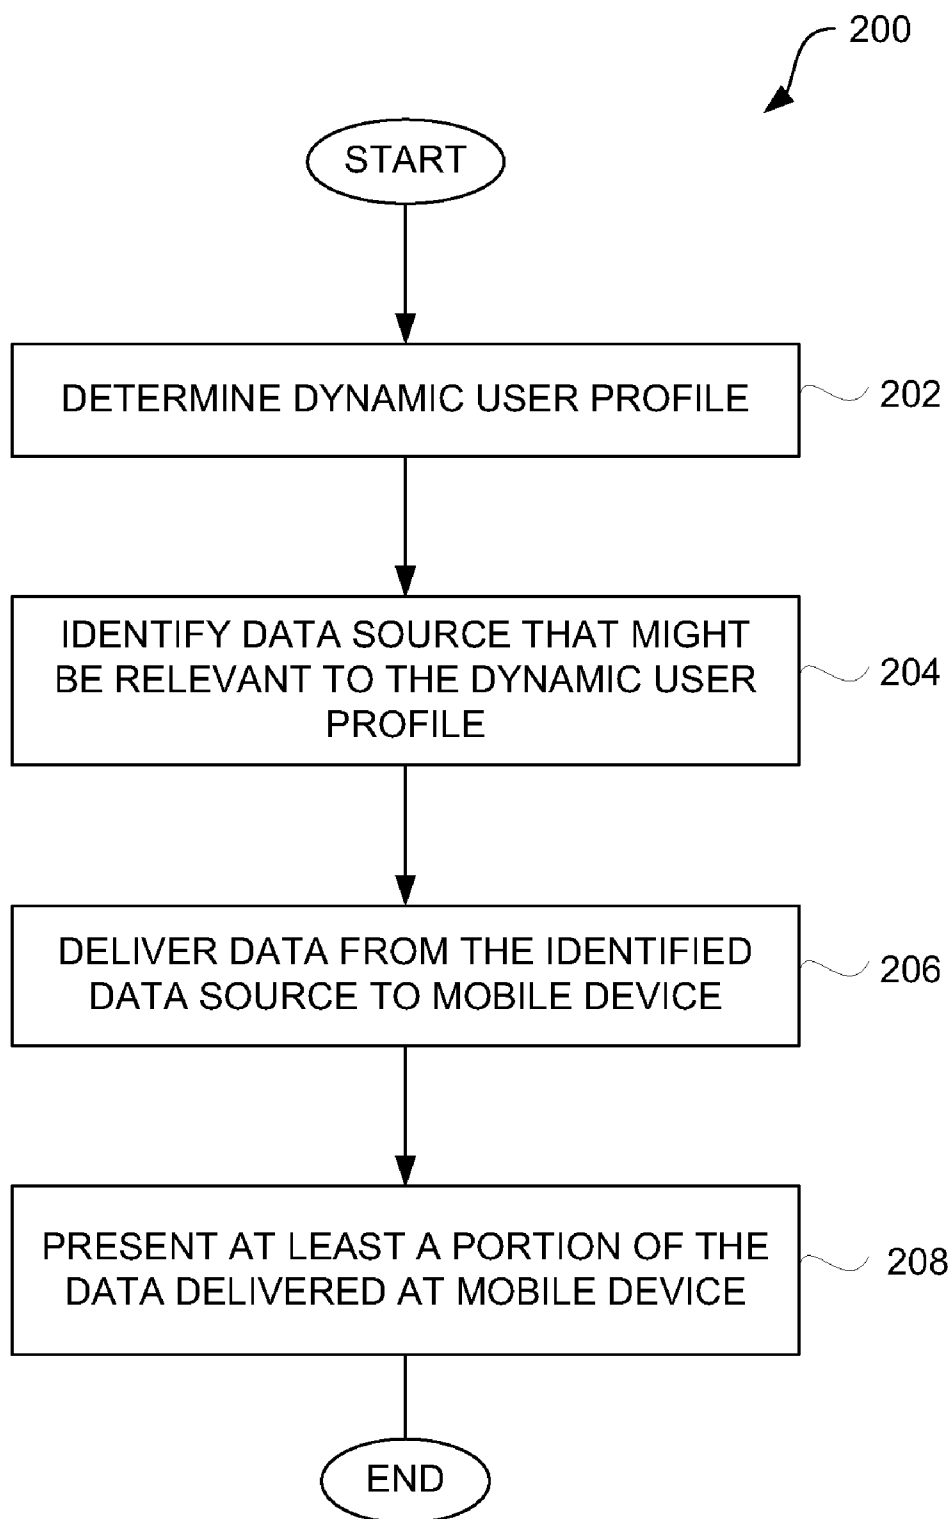 200
START
DETERMINE DYNAMIC USER PROFILE
202
IDENTIFY DATA SOURCE THAT MIGHT
BE RELEVANT TO THE DYNAMIC USER
PROFILE
204
DELIVER DATA FROM THE IDENTIFIED
DATA SOURCE TO MOBILE DEVICE
206
PRESENT AT LEAST A PORTION OF THE
DATA DELIVERED AT MOBILE DEVICE
208
END